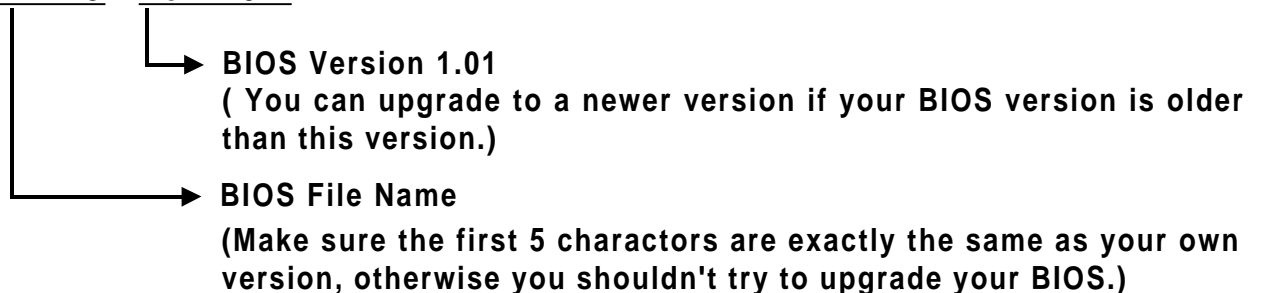 BIOS Version 1.01
( You can upgrade to a newer version if your BIOS version is older
than this version.)
BIOS File Name
(Make sure the first 5 charactors are exactly the same as your own
version, otherwise you shouldn't try to upgrade your BIOS.)